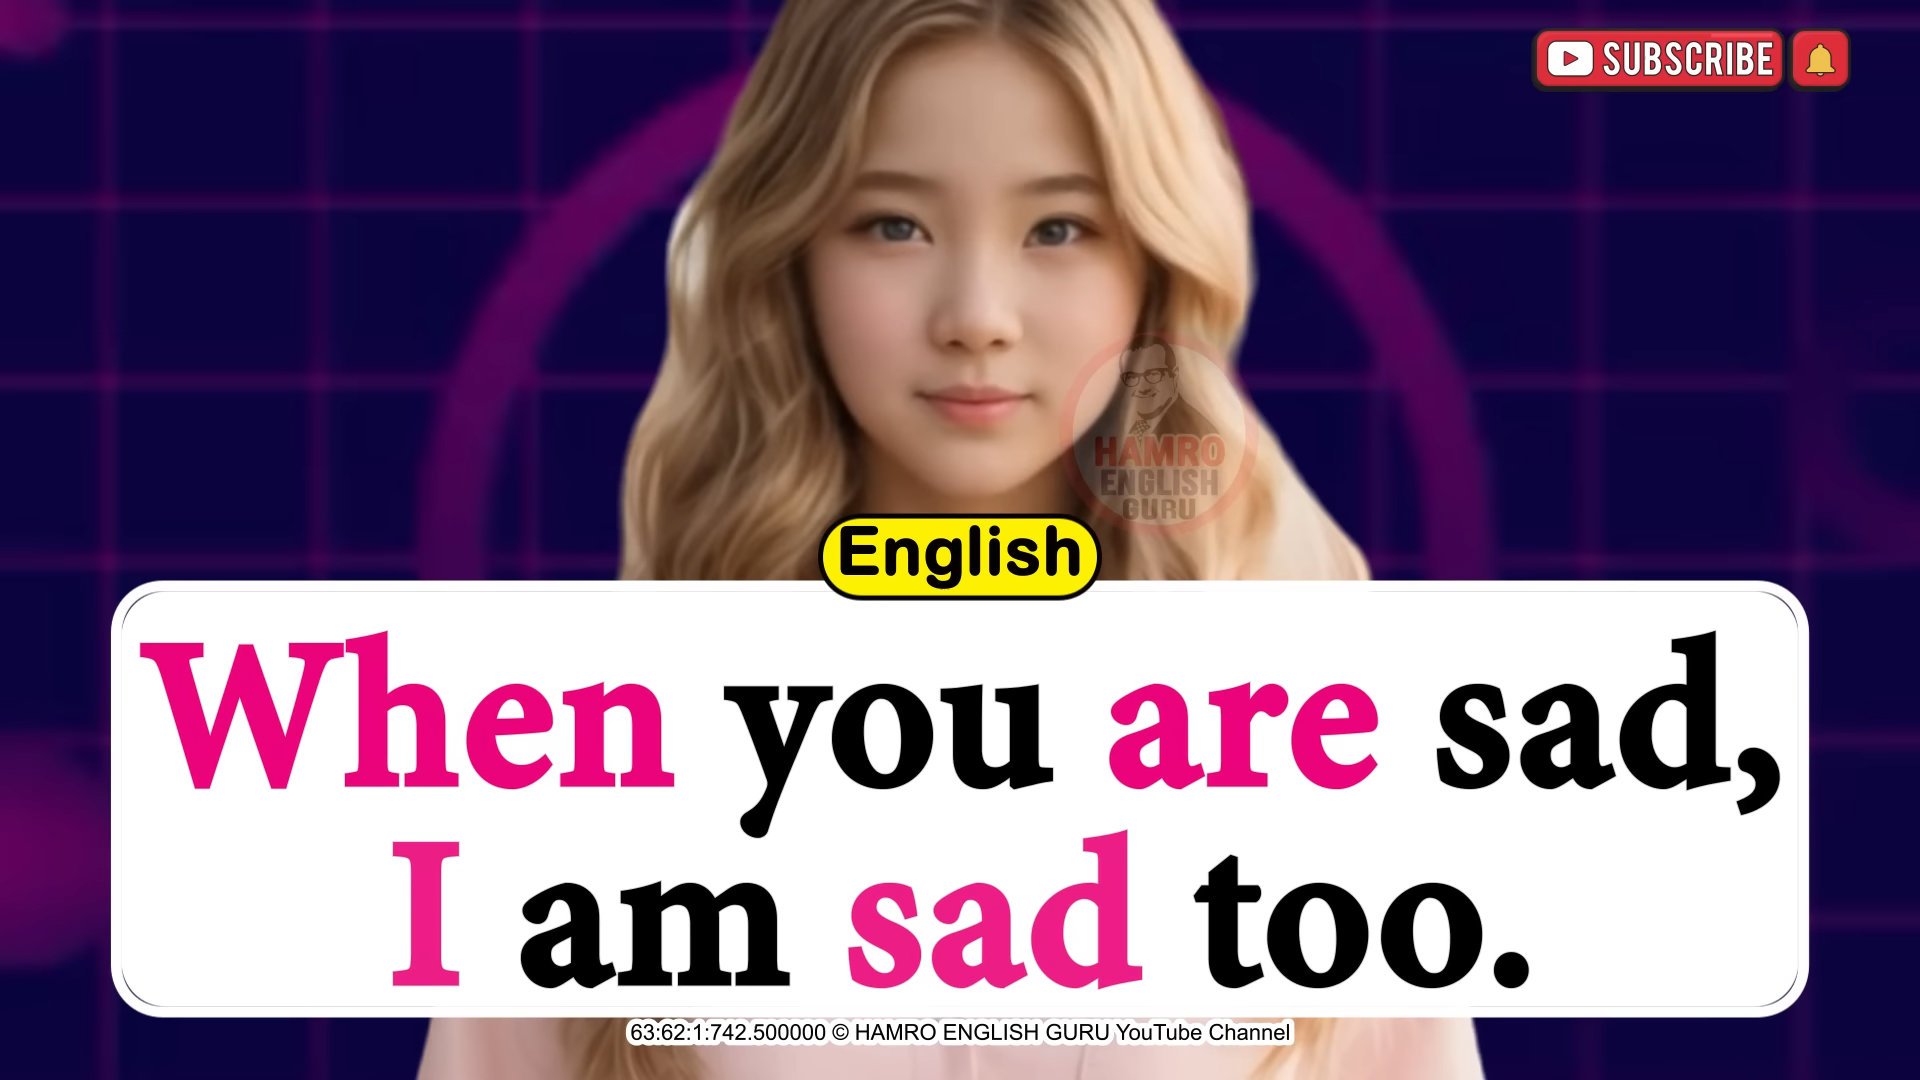 SUBSCRIBE
HAMRO
ENGLISH
GURU
English
When you are sad,
I am sad too.
63:62:1:742.500000 © HAMRO ENGLISH GURU YouTube Channel